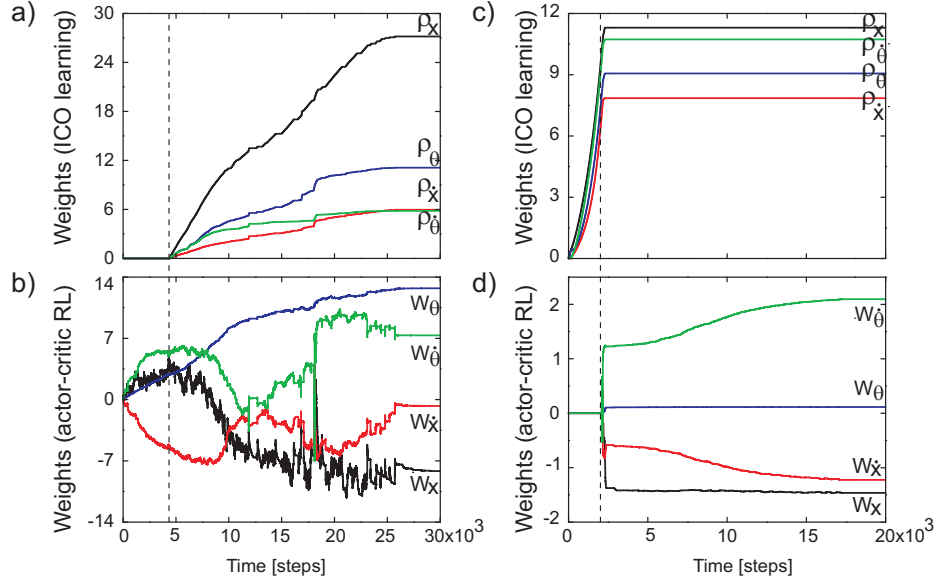 a)
Weights (ICO learning)
30
24
18
12
6
0
ρx
ρθ
ρẋ
ρθ̇
c)
Weights (ICO learning)
12
9
6
3
0
ρx
ρθ̇
ρθ
ρẋ
b)
Weights (actor-critic RL)
14
7
0
-7
-14
wθ
wθ̇
wẋ
wx
0 5 10 15 20 25 30x10³
Time [steps]
d)
Weights (actor-critic RL)
2
1
0
-1
-2
wθ̇
wθ
wẋ
wx
0 5 10 15 20x10³
Time [steps]